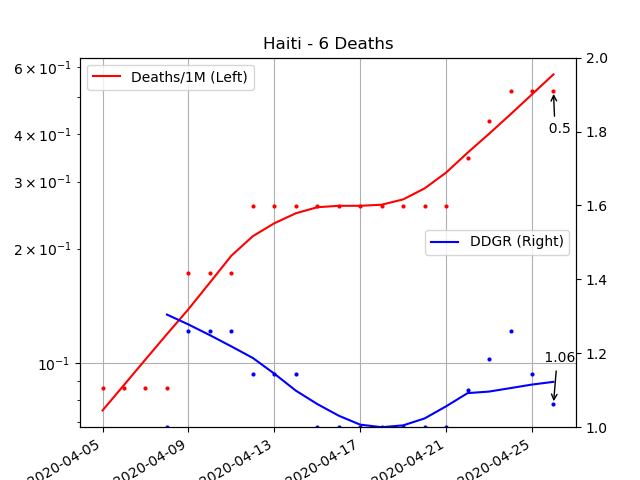 Haiti - 6 Deaths
Deaths/1M (Left)
DDGR (Right)
6 × 10⁻¹
4 × 10⁻¹
3 × 10⁻¹
2 × 10⁻¹
10⁻¹
2.0
1.8
1.6
1.4
1.2
1.0
0.5
1.06
2020-04-05
2020-04-09
2020-04-13
2020-04-17
2020-04-21
2020-04-25